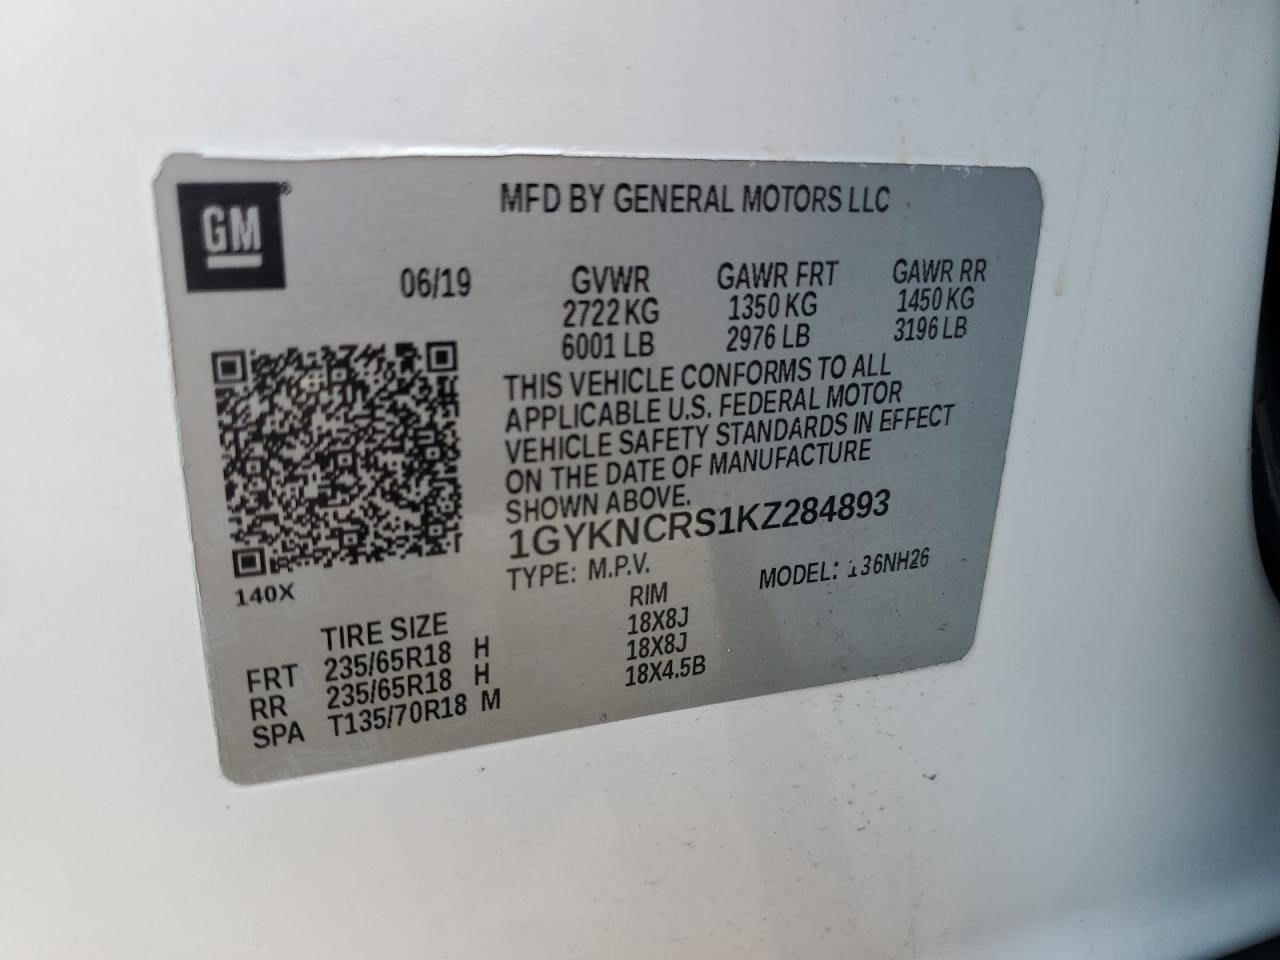 GM®
MFD BY GENERAL MOTORS LLC
06/19 GVWR GAWR FRT GAWR RR
2722 KG 1350 KG 1450 KG
6001 LB 2976 LB 3196 LB
THIS VEHICLE CONFORMS TO ALL
APPLICABLE U.S. FEDERAL MOTOR
VEHICLE SAFETY STANDARDS IN EFFECT
ON THE DATE OF MANUFACTURE
SHOWN ABOVE.
1GYKNCRS1KZ284893
TYPE: M.P.V. MODEL: 136NH26
140X
TIRE SIZE RIM
FRT 235/65R18 H 18X8J
RR 235/65R18 H 18X8J
SPA T135/70R18 M 18X4.5B